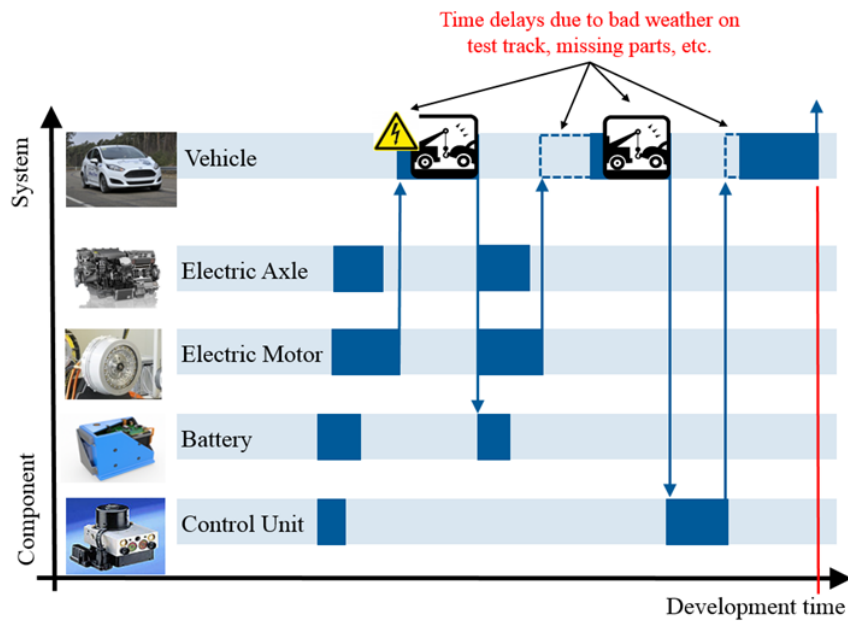 Time delays due to bad weather on
test track, missing parts, etc.
System
Vehicle
Electric Axle
Electric Motor
Battery
Component
Control Unit
Development time